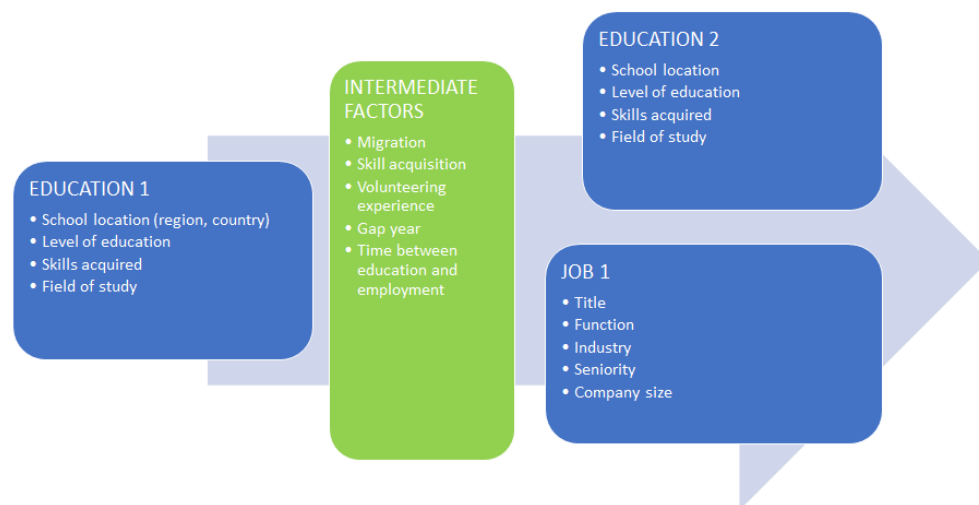 EDUCATION 1
• School location (region, country)
• Level of education
• Skills acquired
• Field of study
INTERMEDIATE
FACTORS
• Migration
• Skill acquisition
• Volunteering
experience
• Gap year
• Time between
education and
employment
EDUCATION 2
• School location
• Level of education
• Skills acquired
• Field of study
JOB 1
• Title
• Function
• Industry
• Seniority
• Company size